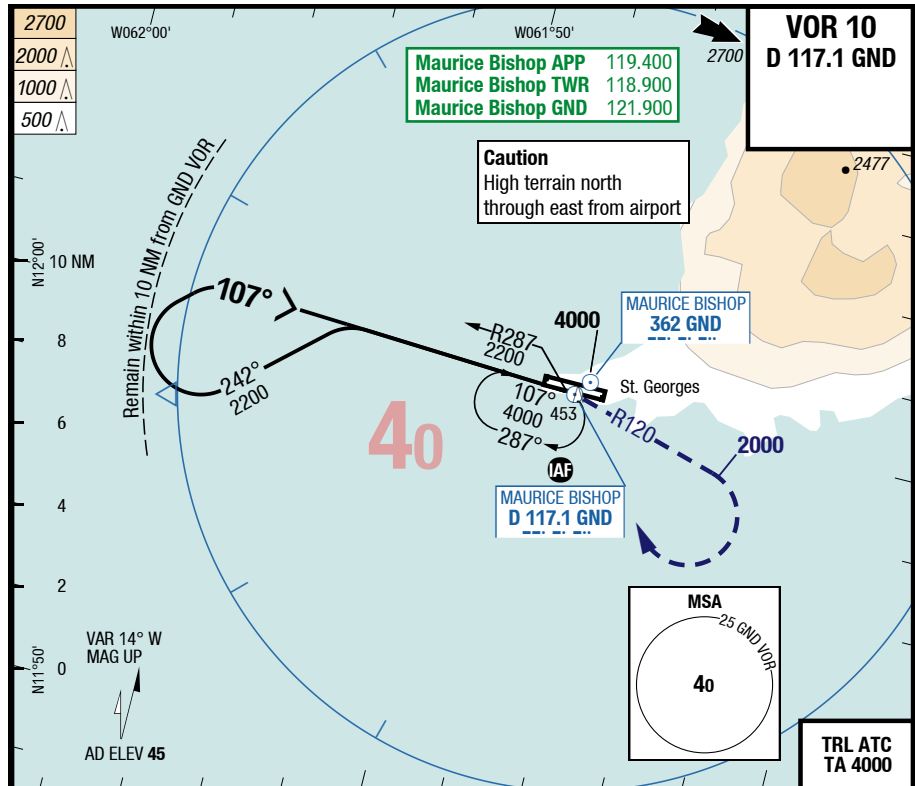 2700
2000
1000
500
W062°00'
W061°50'
2700
VOR 10
D 117.1 GND
Maurice Bishop APP 119.400
Maurice Bishop TWR 118.900
Maurice Bishop GND 121.900
Caution
High terrain north
through east from airport
2477
Remain within 10 NM from GND VOR
N12°00'
10 NM
8
6
4
2
0
N11°50'
107°
242°
2200
R287
2200
4000
MAURICE BISHOP
362 GND
St. Georges
107°
4000
453
287°
IAF
40
R120
2000
MAURICE BISHOP
D 117.1 GND
MSA
25 GND VOR
40
VAR 14° W
MAG UP
AD ELEV 45
TRL ATC
TA 4000